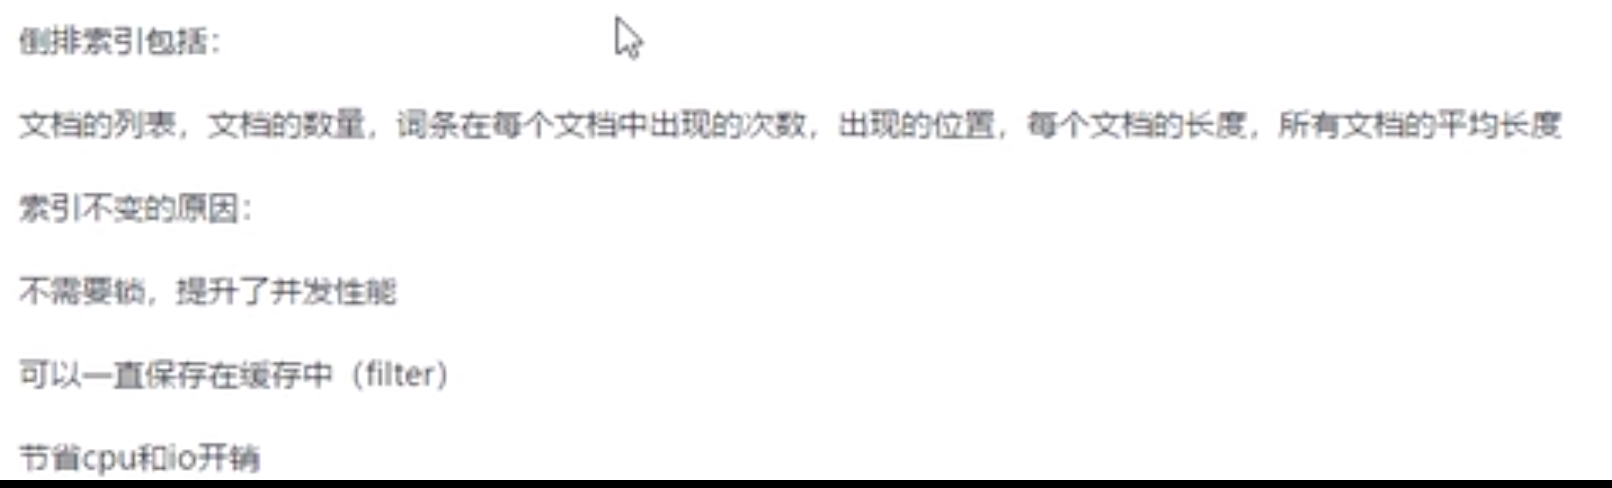 倒排索引包括：
文档的列表，文档的数量，词条在每个文档中出现的次数，出现的位置，每个文档的长度，所有文档的平均长度
索引不变的原因：
不需要锁，提升了并发性能
可以一直保存在缓存中（filter）
节省cpu和io开销